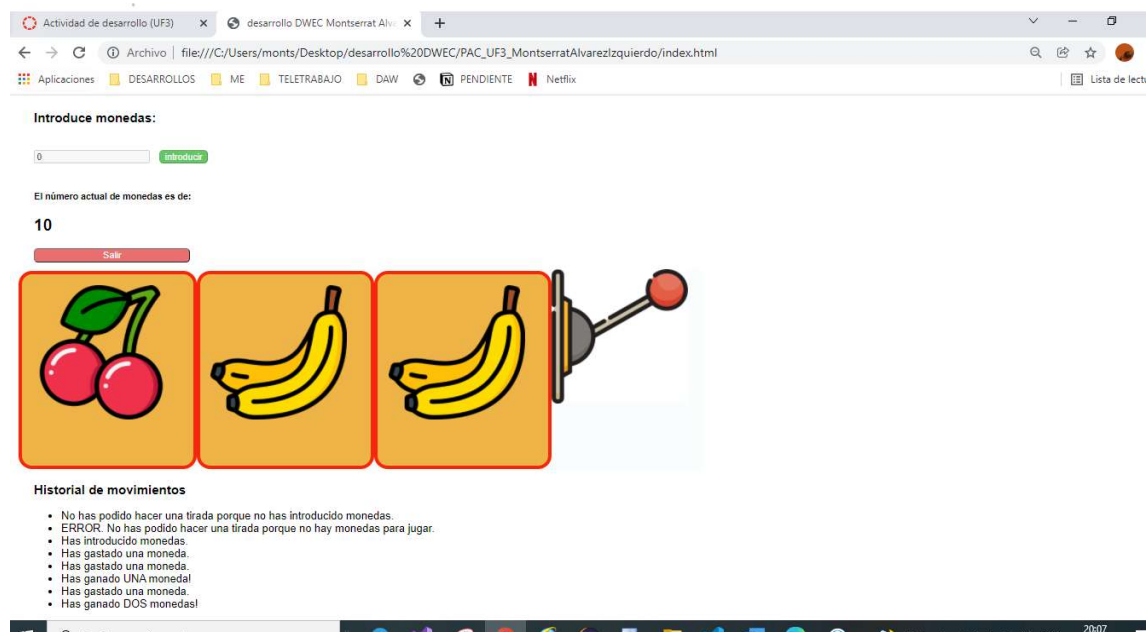 Actividad de desarrollo (UF3)
desarrollo DWEC Montserrat Alv
Archivo | file:///C:/Users/monts/Desktop/desarrollo%20DWEC/PAC_UF3_MontserratAlvarezIzquierdo/index.html
Aplicaciones DESARROLLOS ME TELETRABAJO DAW PENDIENTE Netflix Lista de lectu
Introduce monedas:
0 introducir
El número actual de monedas es de:
10
Salir
Historial de movimientos
• No has podido hacer una tirada porque no has introducido monedas.
• ERROR. No has podido hacer una tirada porque no hay monedas para jugar.
• Has introducido monedas.
• Has gastado una moneda.
• Has gastado una moneda.
• Has ganado UNA moneda!
• Has gastado una moneda.
• Has ganado DOS monedas!
20:07